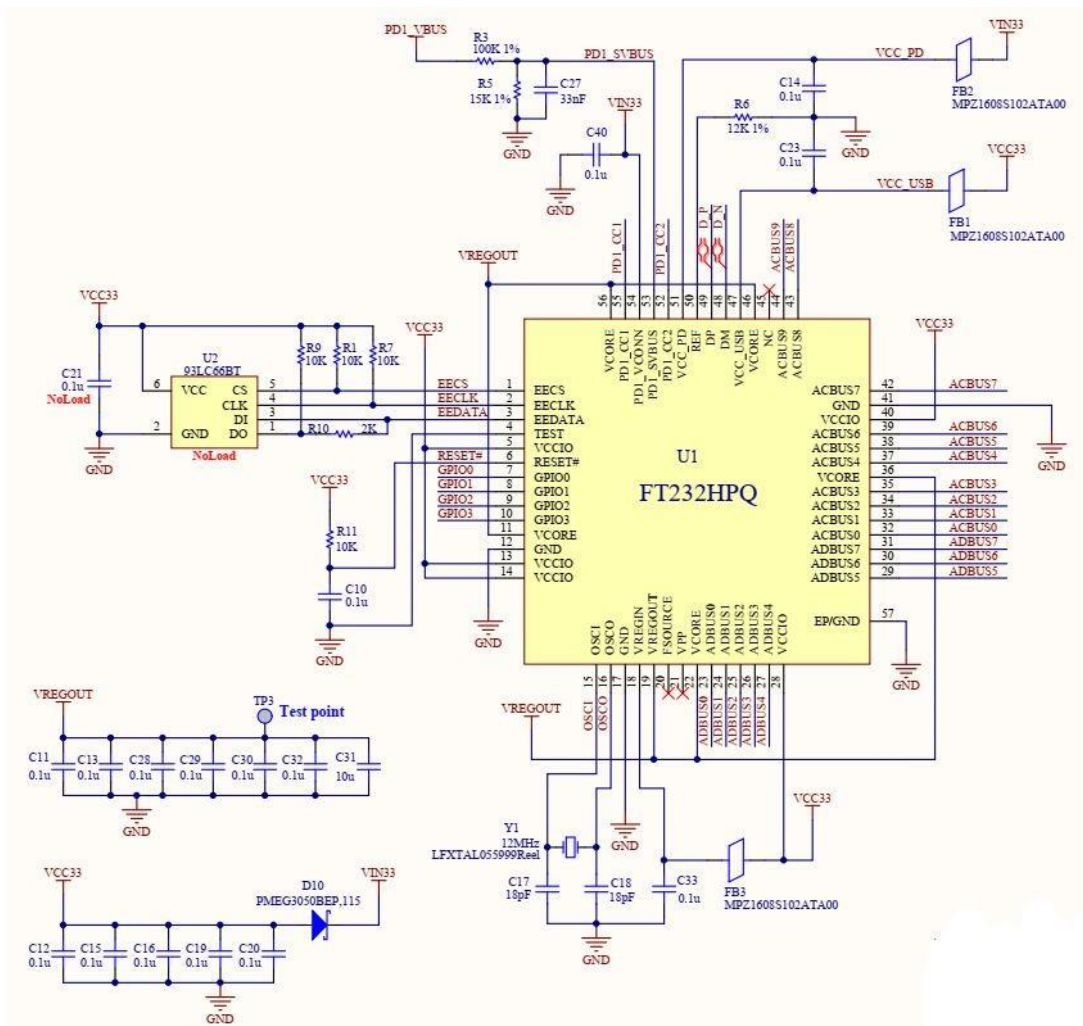 PD1_VBUS
R3
100K 1%
PD1_SVBUS
R5
15K 1%
C27
33nF
GND
VIN33
C40
0.1u
GND
VIN33
VCC_PD
FB2
MPZ1608S102ATA00
C14
0.1u
R6
12K 1%
GND
C23
0.1u
VCC33
VCC_USB
FB1
MPZ1608S102ATA00
PD1_CC1
PD1_CC2
D_P
D_N
ACBUS9
ACBUS8
VREGOUT
56 55 54 53 52 51 50 49 48 47 46 45 44 43
VCORE
PD1_CC1
PD1_VCONN
PD1_SVBUS
PD1_CC2
VCC_PD
REF
DP
DM
VCC_USB
VCORE
NC
ACBUS9
ACBUS8
VCC33
C21
0.1u
NoLoad
GND
U2
93LC66BT
6 VCC CS 5
CLK 4
DI 3
2 GND DO 1
NoLoad
R9
10K
R1
10K
R7
10K
R10 2K
VCC33
EECS 1 EECS
EECLK 2 EECLK
EEDATA 3 EEDATA
4 TEST
5 VCCIO
RESET# 6 RESET#
GPIO0 7 GPIO0
GPIO1 8 GPIO1
GPIO2 9 GPIO2
GPIO3 10 GPIO3
11 VCORE
12 GND
13 VCCIO
14 VCCIO
U1
FT232HPQ
VCC33
ACBUS7 42 ACBUS7
GND 41
VCCIO 40
ACBUS6 39 ACBUS6
ACBUS5 38 ACBUS5
ACBUS4 37 ACBUS4
VCORE 36
ACBUS3 35 ACBUS3
ACBUS2 34 ACBUS2
ACBUS1 33 ACBUS1
ACBUS0 32 ACBUS0
ADBUS7 31 ADBUS7
ADBUS6 30 ADBUS6
ADBUS5 29 ADBUS5
EP/GND 57
GND
GND
VCC33
R11
10K
C10
0.1u
GND
GND
OSCI
OSCO
GND
VREGIN
VREGOUT
FSOURCE
VPP
VCORE
ADBUS0
ADBUS1
ADBUS2
ADBUS3
ADBUS4
VCCIO
15 16 17 18 19 20 21 22 23 24 25 26 27 28
OSCI
OSCO
ADBUS0
ADBUS1
ADBUS2
ADBUS3
ADBUS4
VREGOUT
VREGOUT
TP3
Test point
C11
0.1u
C13
0.1u
C28
0.1u
C29
0.1u
C30
0.1u
C32
0.1u
C31
10u
GND
GND
Y1
12MHz
LFXTAL055999Reel
C17
18pF
C18
18pF
C33
0.1u
GND
VCC33
FB3
MPZ1608S102ATA00
VCC33
D10
PMEG3050BEP,115
VIN33
C12
0.1u
C15
0.1u
C16
0.1u
C19
0.1u
C20
0.1u
GND